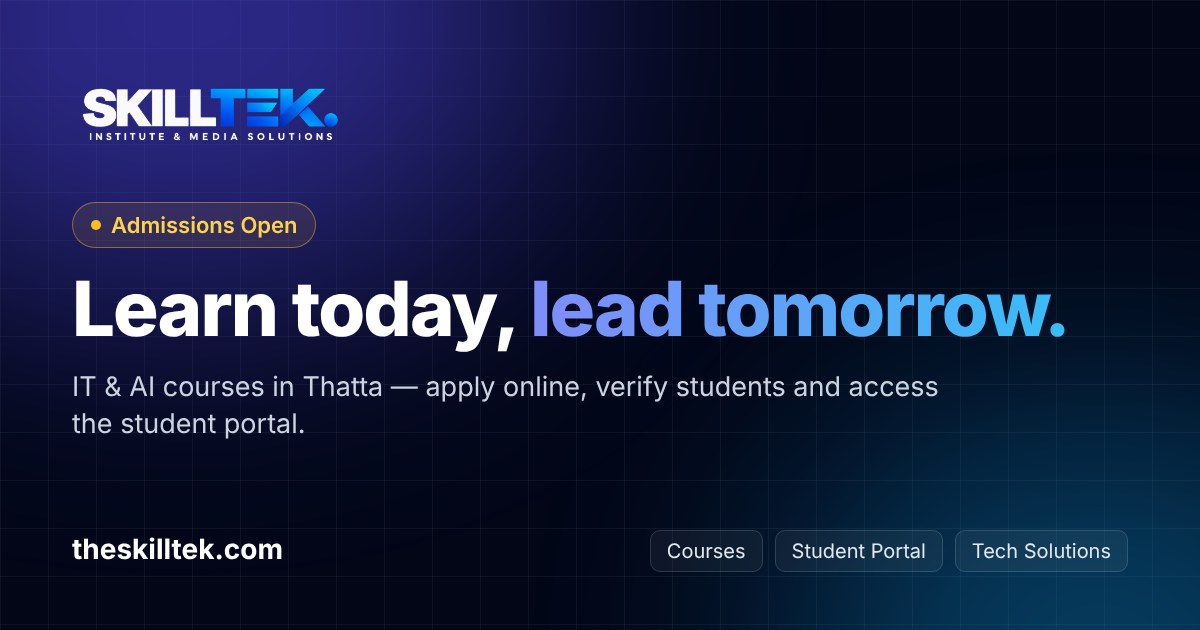 SKILLTEK.
INSTITUTE & MEDIA SOLUTIONS
Admissions Open
Learn today, lead tomorrow.
IT & AI courses in Thatta — apply online, verify students and access
the student portal.
theskilltek.com
Courses
Student Portal
Tech Solutions